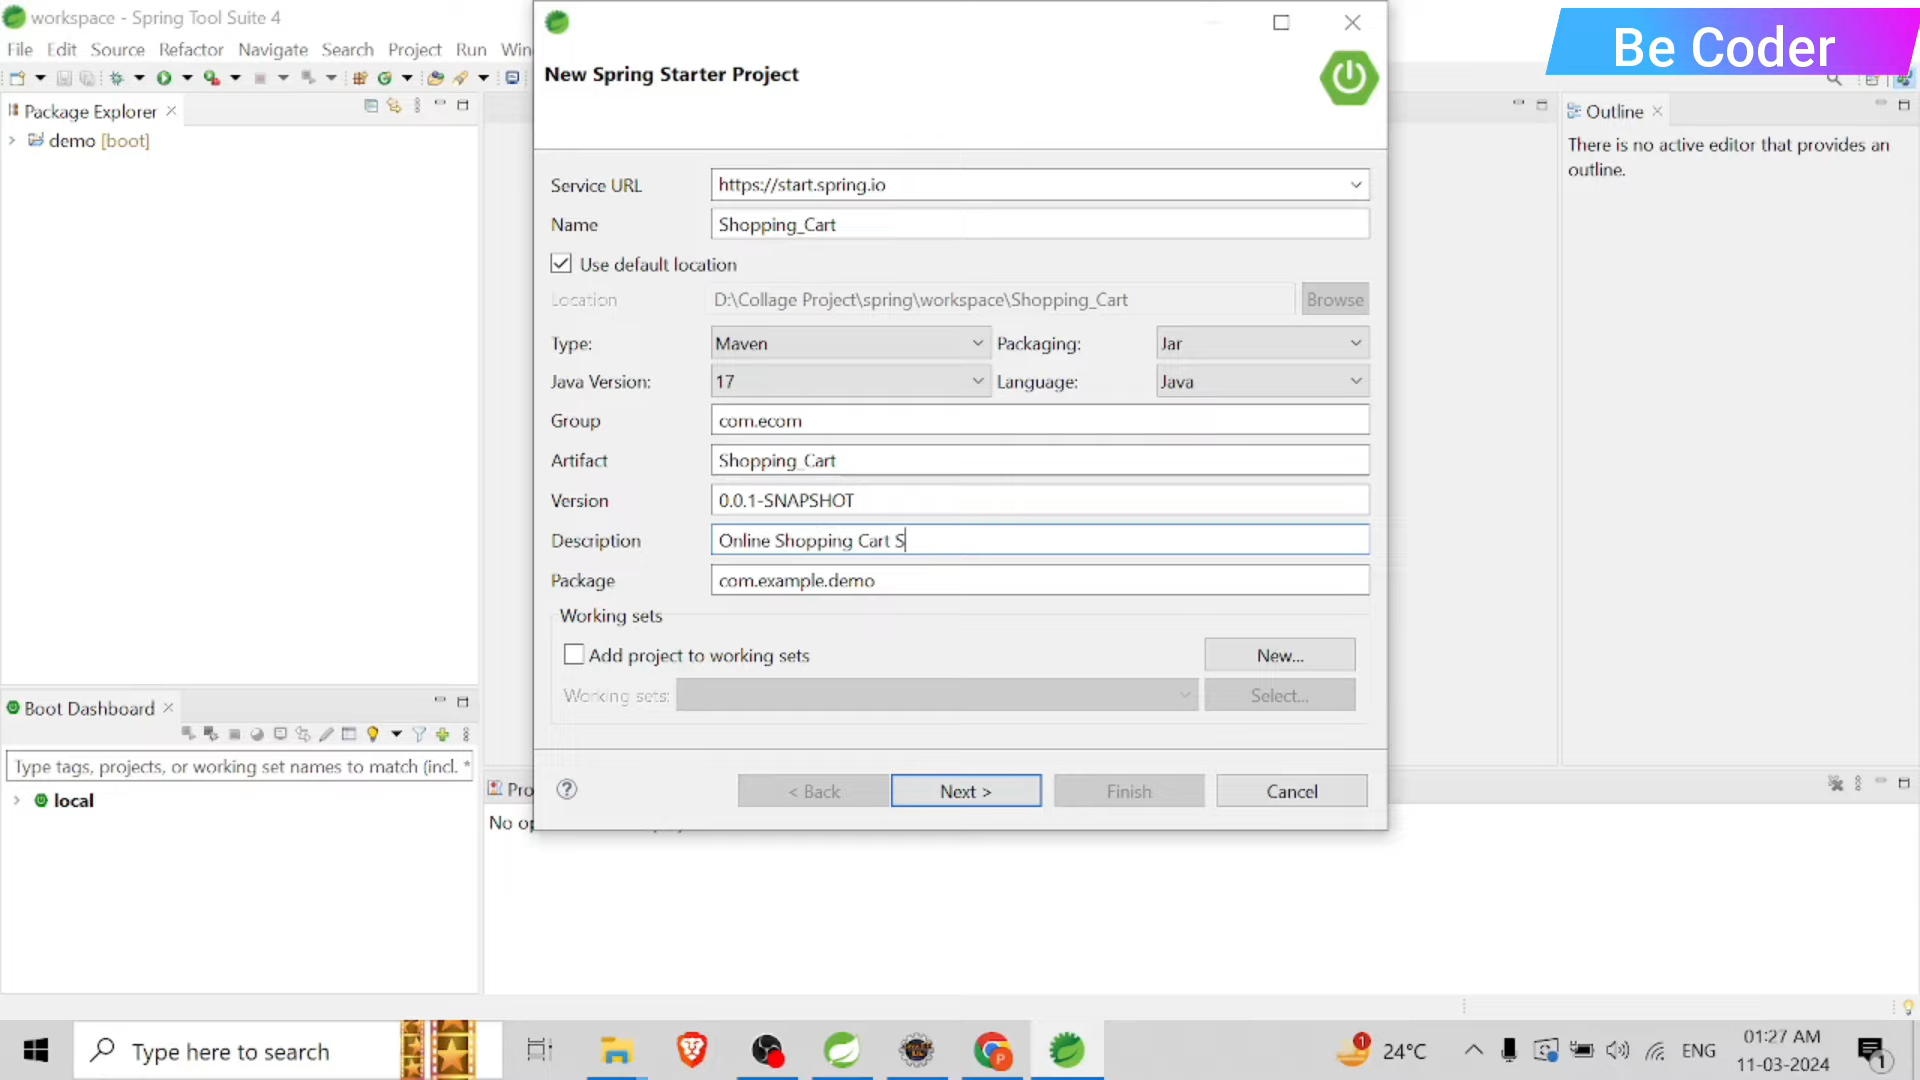 workspace - Spring Tool Suite 4
File Edit Source Refactor Navigate Search Project Run
Be Coder
New Spring Starter Project
Package Explorer
demo [boot]
Outline
There is no active editor that provides an
outline.
Service URL https://start.spring.io
Name Shopping_Cart
Use default location
Location D:\Collage Project\spring\workspace\Shopping_Cart Browse
Type: Maven Packaging: Jar
Java Version: 17 Language: Java
Group com.ecom
Artifact Shopping_Cart
Version 0.0.1-SNAPSHOT
Description Online Shopping Cart S
Package com.example.demo
Working sets
Add project to working sets New...
Working sets: Select...
< Back Next > Finish Cancel
Boot Dashboard
Type tags, projects, or working set names to match (incl. *
local
Type here to search
1
24°C
ENG
01:27 AM
11-03-2024
1